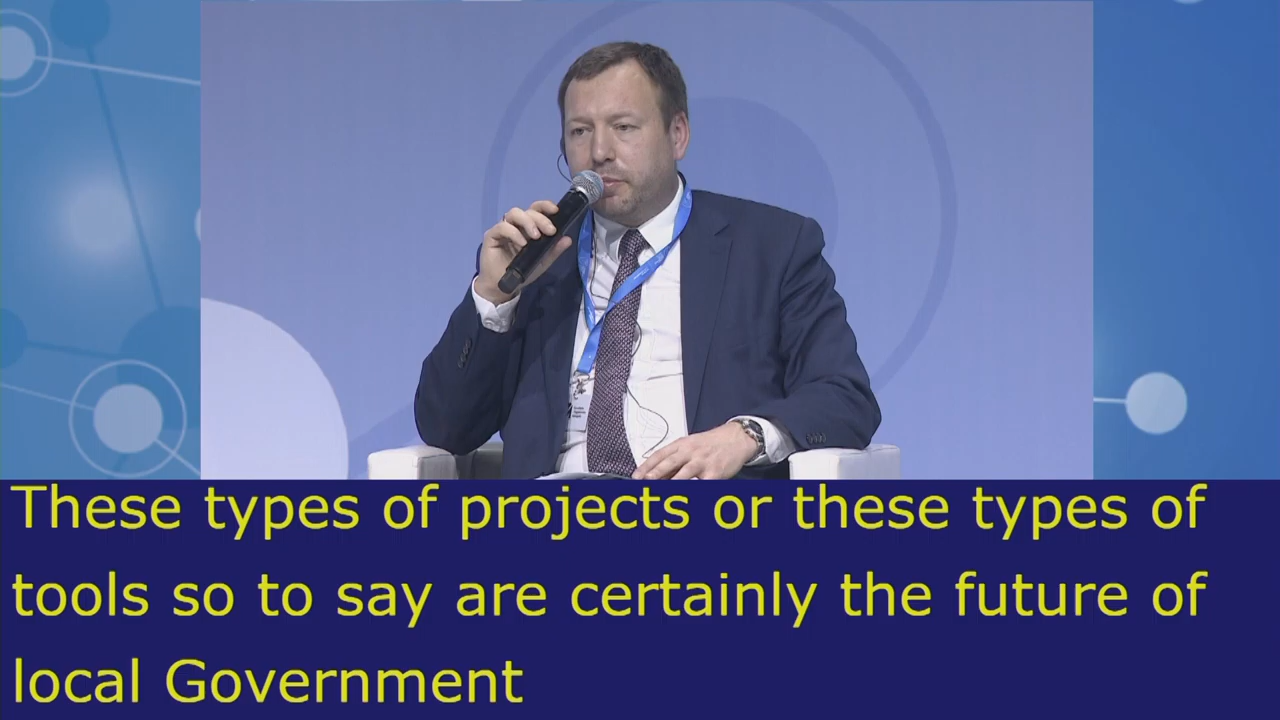 These types of projects or these types of
tools so to say are certainly the future of
local Government